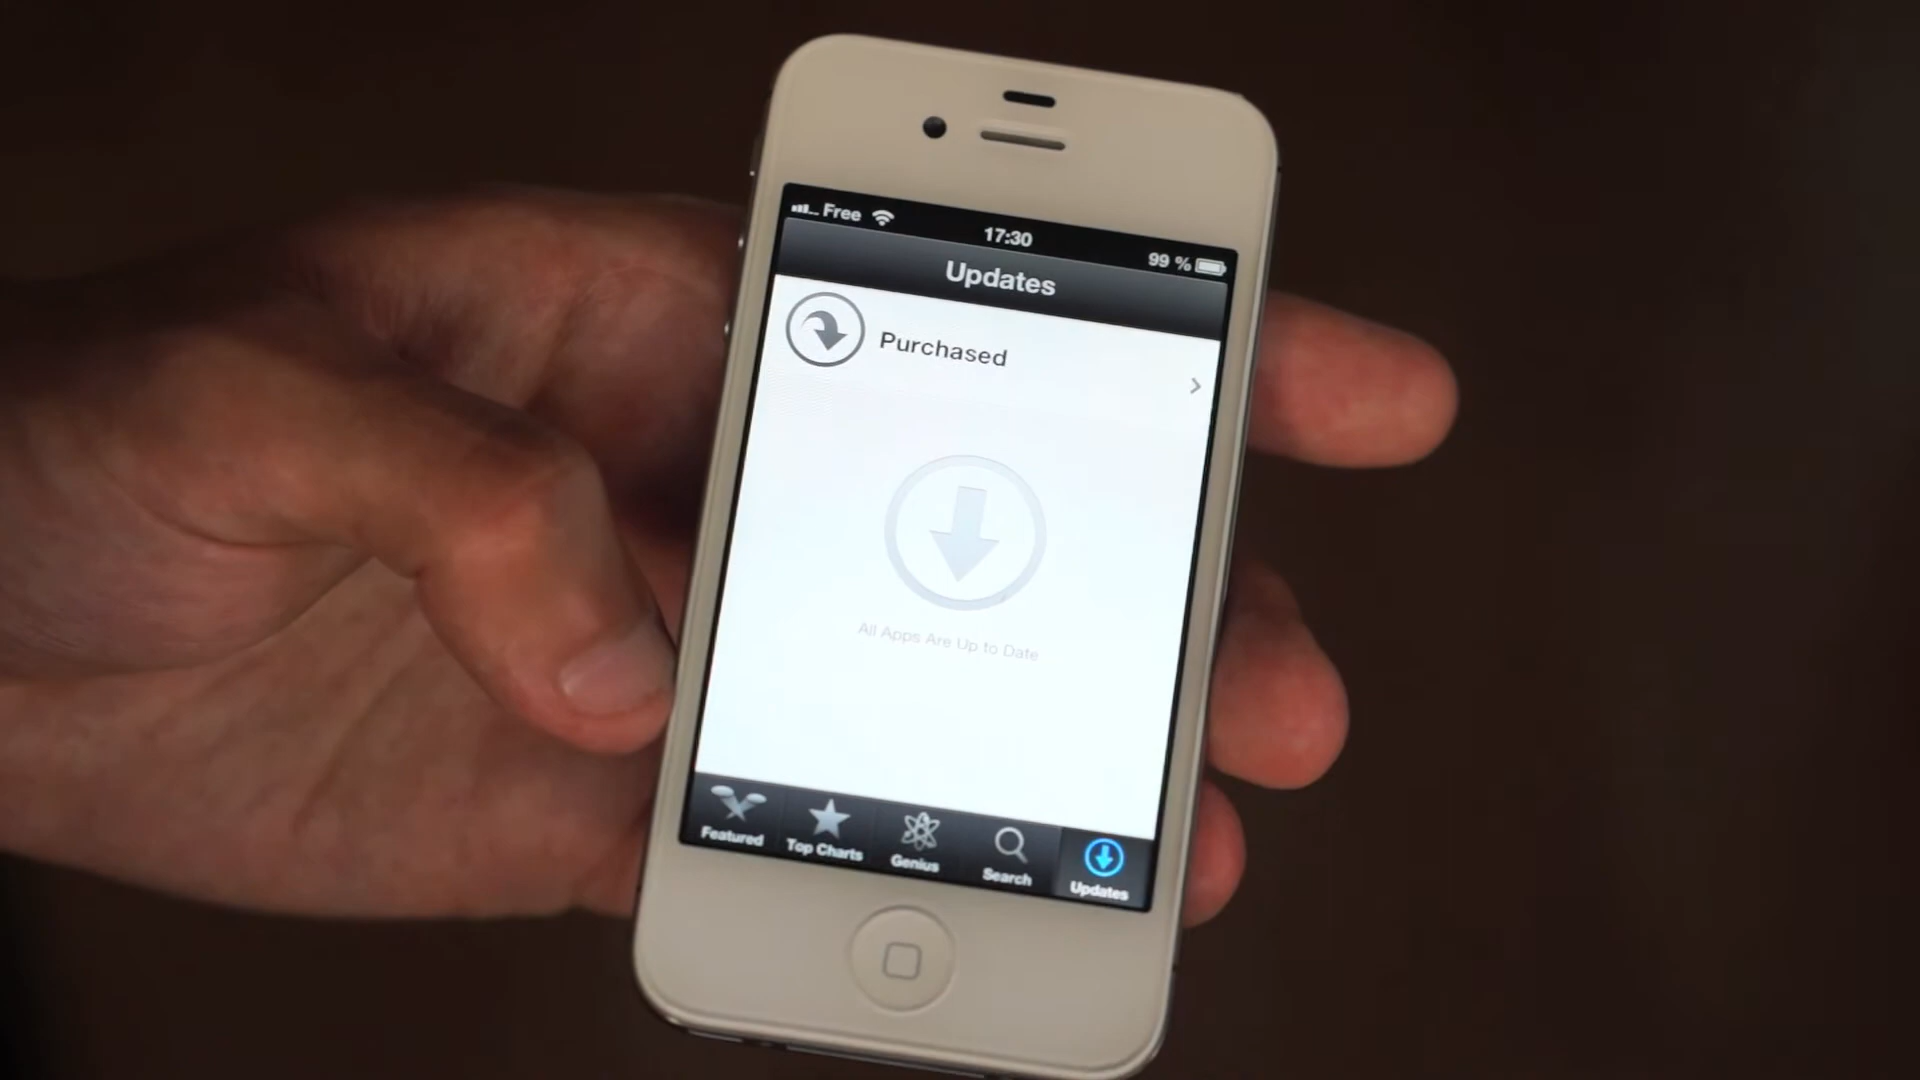 Free 17:30 99 %
Updates
Purchased
All Apps Are Up to Date
Featured Top Charts Genius Search Updates